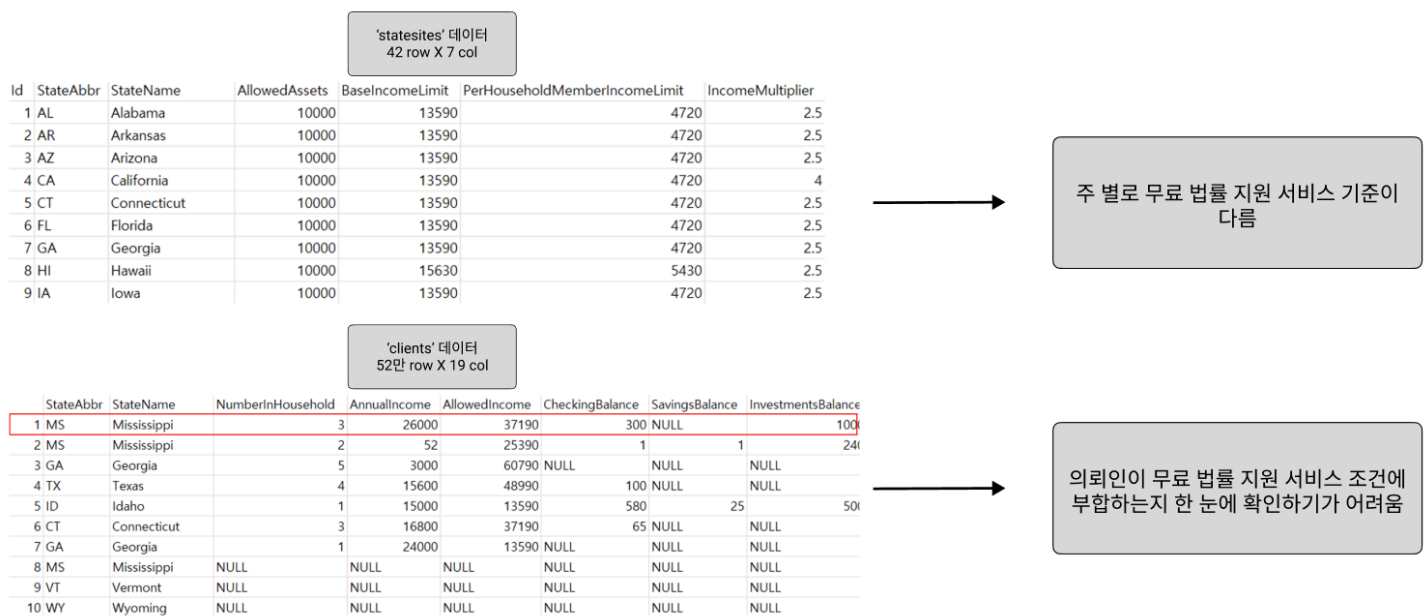 ‘statesites’ 데이터
42 row X 7 col
Id StateAbbr StateName AllowedAssets BaseIncomeLimit PerHouseholdMemberIncomeLimit IncomeMultiplier
1 AL Alabama 10000 13590 4720 2.5
2 AR Arkansas 10000 13590 4720 2.5
3 AZ Arizona 10000 13590 4720 2.5
4 CA California 10000 13590 4720 4
5 CT Connecticut 10000 13590 4720 2.5
6 FL Florida 10000 13590 4720 2.5
7 GA Georgia 10000 13590 4720 2.5
8 HI Hawaii 10000 15630 5430 2.5
9 IA Iowa 10000 13590 4720 2.5
주 별로 무료 법률 지원 서비스 기준이
다름
‘clients’ 데이터
52만 row X 19 col
StateAbbr StateName NumberInHousehold AnnualIncome AllowedIncome CheckingBalance SavingsBalance InvestmentsBalance
1 MS Mississippi 3 26000 37190 300 NULL 100
2 MS Mississippi 2 52 25390 1 1 240
3 GA Georgia 5 3000 60790 NULL NULL NULL
4 TX Texas 4 15600 48990 100 NULL NULL
5 ID Idaho 1 15000 13590 580 25 500
6 CT Connecticut 3 16800 37190 65 NULL NULL
7 GA Georgia 1 24000 13590 NULL NULL NULL
8 MS Mississippi NULL NULL NULL NULL NULL NULL
9 VT Vermont NULL NULL NULL NULL NULL NULL
10 WY Wyoming NULL NULL NULL NULL NULL NULL
의뢰인이 무료 법률 지원 서비스 조건에
부합하는지 한 눈에 확인하기가 어려움